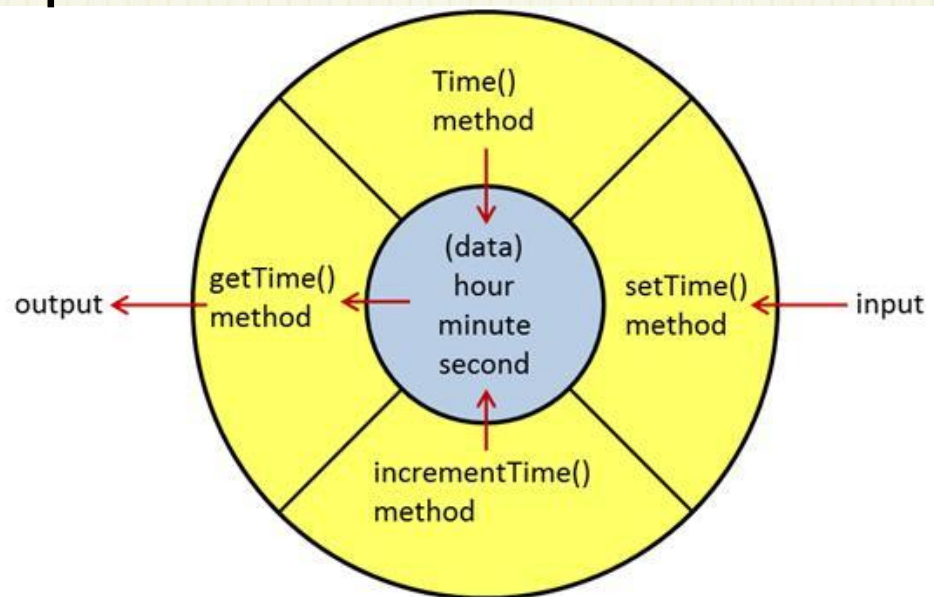 Time()
method
(data)
hour
minute
second
getTime()
method
output
setTime()
method
input
incrementTime()
method